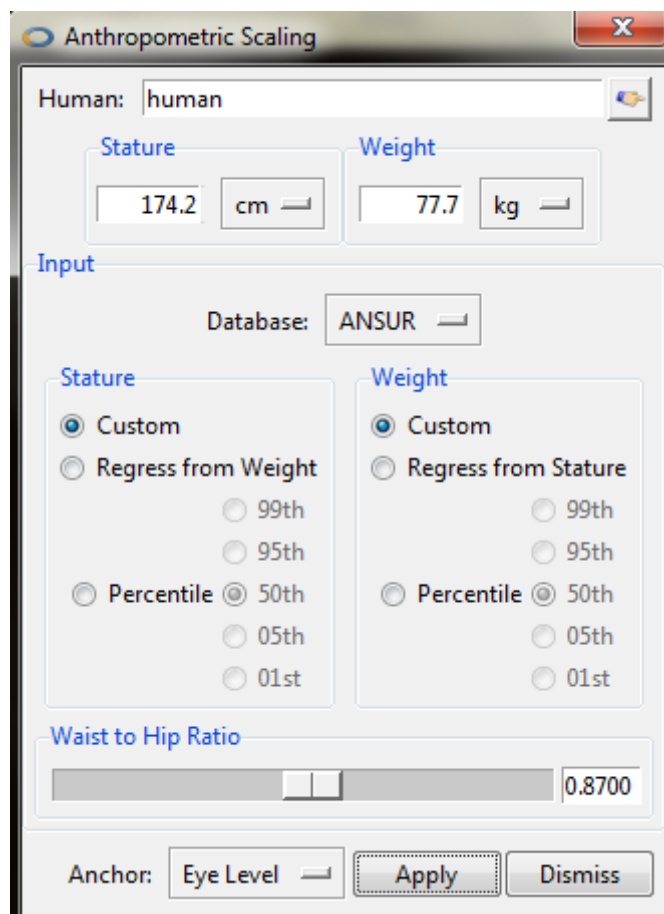 Anthropometric Scaling
Human: human
Stature Weight
174.2 cm 77.7 kg
Input
Database: ANSUR
Stature Weight
Custom Custom
Regress from Weight Regress from Stature
99th 99th
95th 95th
Percentile 50th Percentile 50th
05th 05th
01st 01st
Waist to Hip Ratio
0.8700
Anchor: Eye Level Apply Dismiss